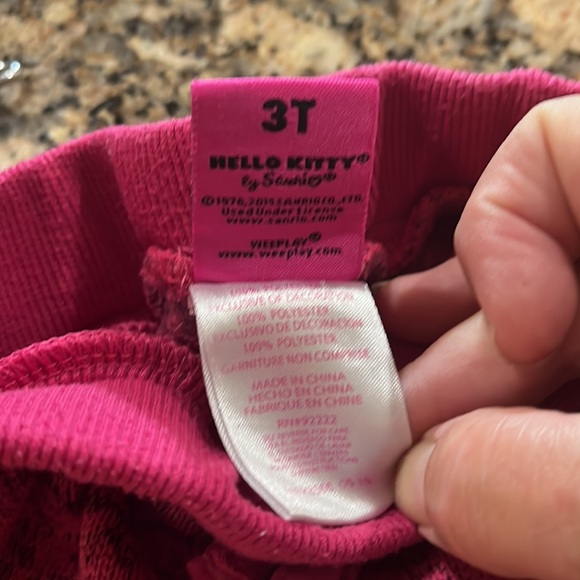 3T
HELLO KITTY®
by Sanrio®
©1976, 2015 SANRIO CO., LTD.
Used Under License
www.sanrio.com
WEEPLAY®
www.weeplay.com
EXCLUSIVE OF DECORATION
100% POLYESTER
EXCLUSIVO DE DECORACION
100% POLYESTER
GARNITURE NON COMPRISE
MADE IN CHINA
HECHO EN CHINA
FABRIQUE EN CHINE
RN#92222